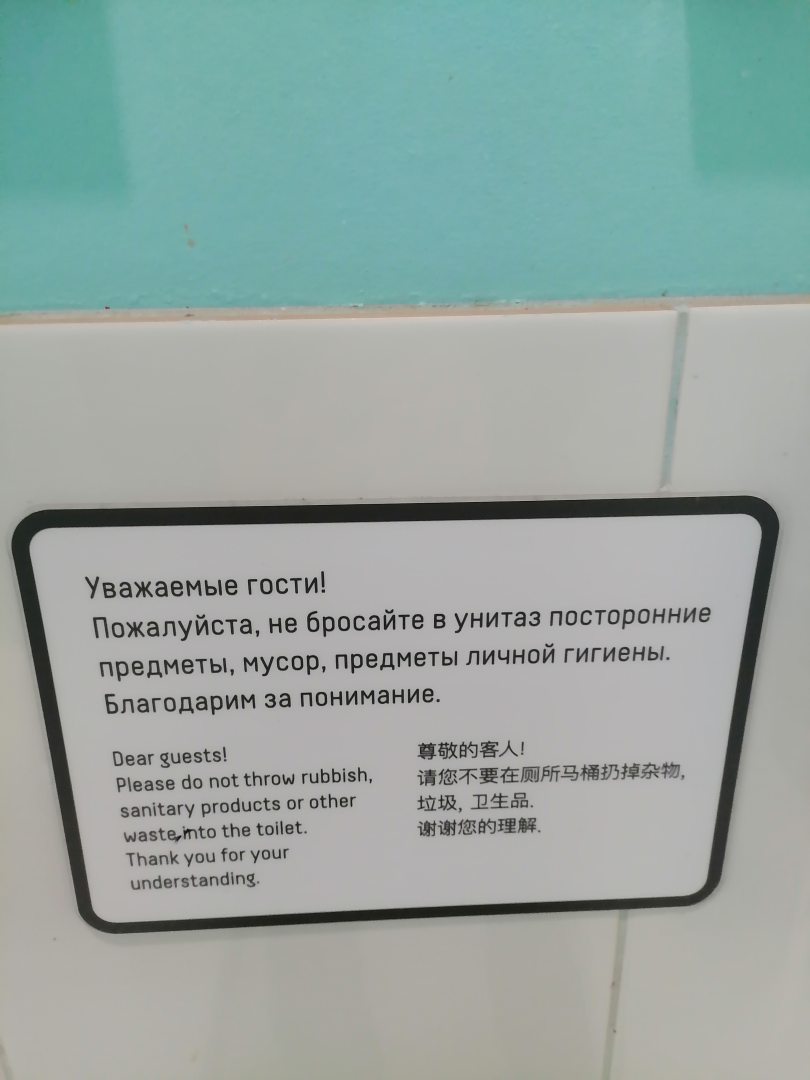 Уважаемые гости!
Пожалуйста, не бросайте в унитаз посторонние
предметы, мусор, предметы личной гигиены.
Благодарим за понимание.
Dear guests!
Please do not throw rubbish,
sanitary products or other
waste into the toilet.
Thank you for your
understanding.
尊敬的客人!
请您不要在厕所马桶扔掉杂物,
垃圾, 卫生品.
谢谢您的理解.